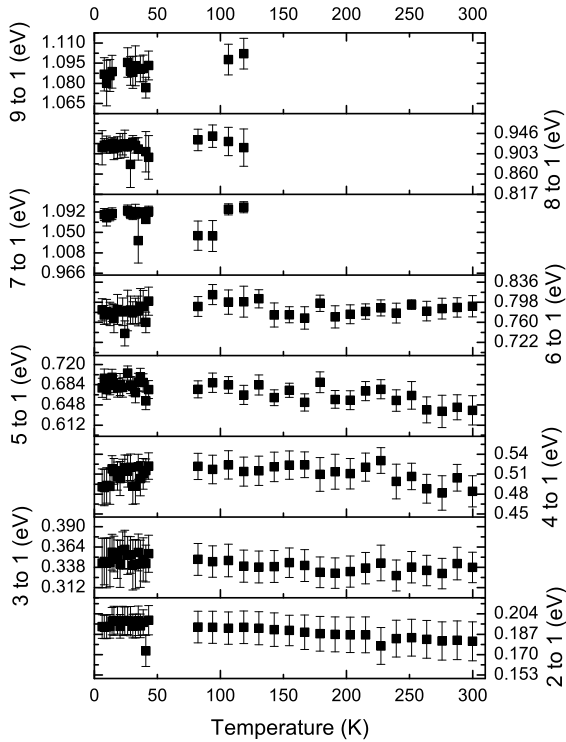 0 50 100 150 200 250 300
1.110
1.095
1.080
1.065
9 to 1 (eV)
0.946
0.903
0.860
0.817
8 to 1 (eV)
1.092
1.050
1.008
0.966
7 to 1 (eV)
0.836
0.798
0.760
0.722
6 to 1 (eV)
0.720
0.684
0.648
0.612
5 to 1 (eV)
0.54
0.51
0.48
0.45
4 to 1 (eV)
0.390
0.364
0.338
0.312
3 to 1 (eV)
0.204
0.187
0.170
0.153
2 to 1 (eV)
0 50 100 150 200 250 300
Temperature (K)